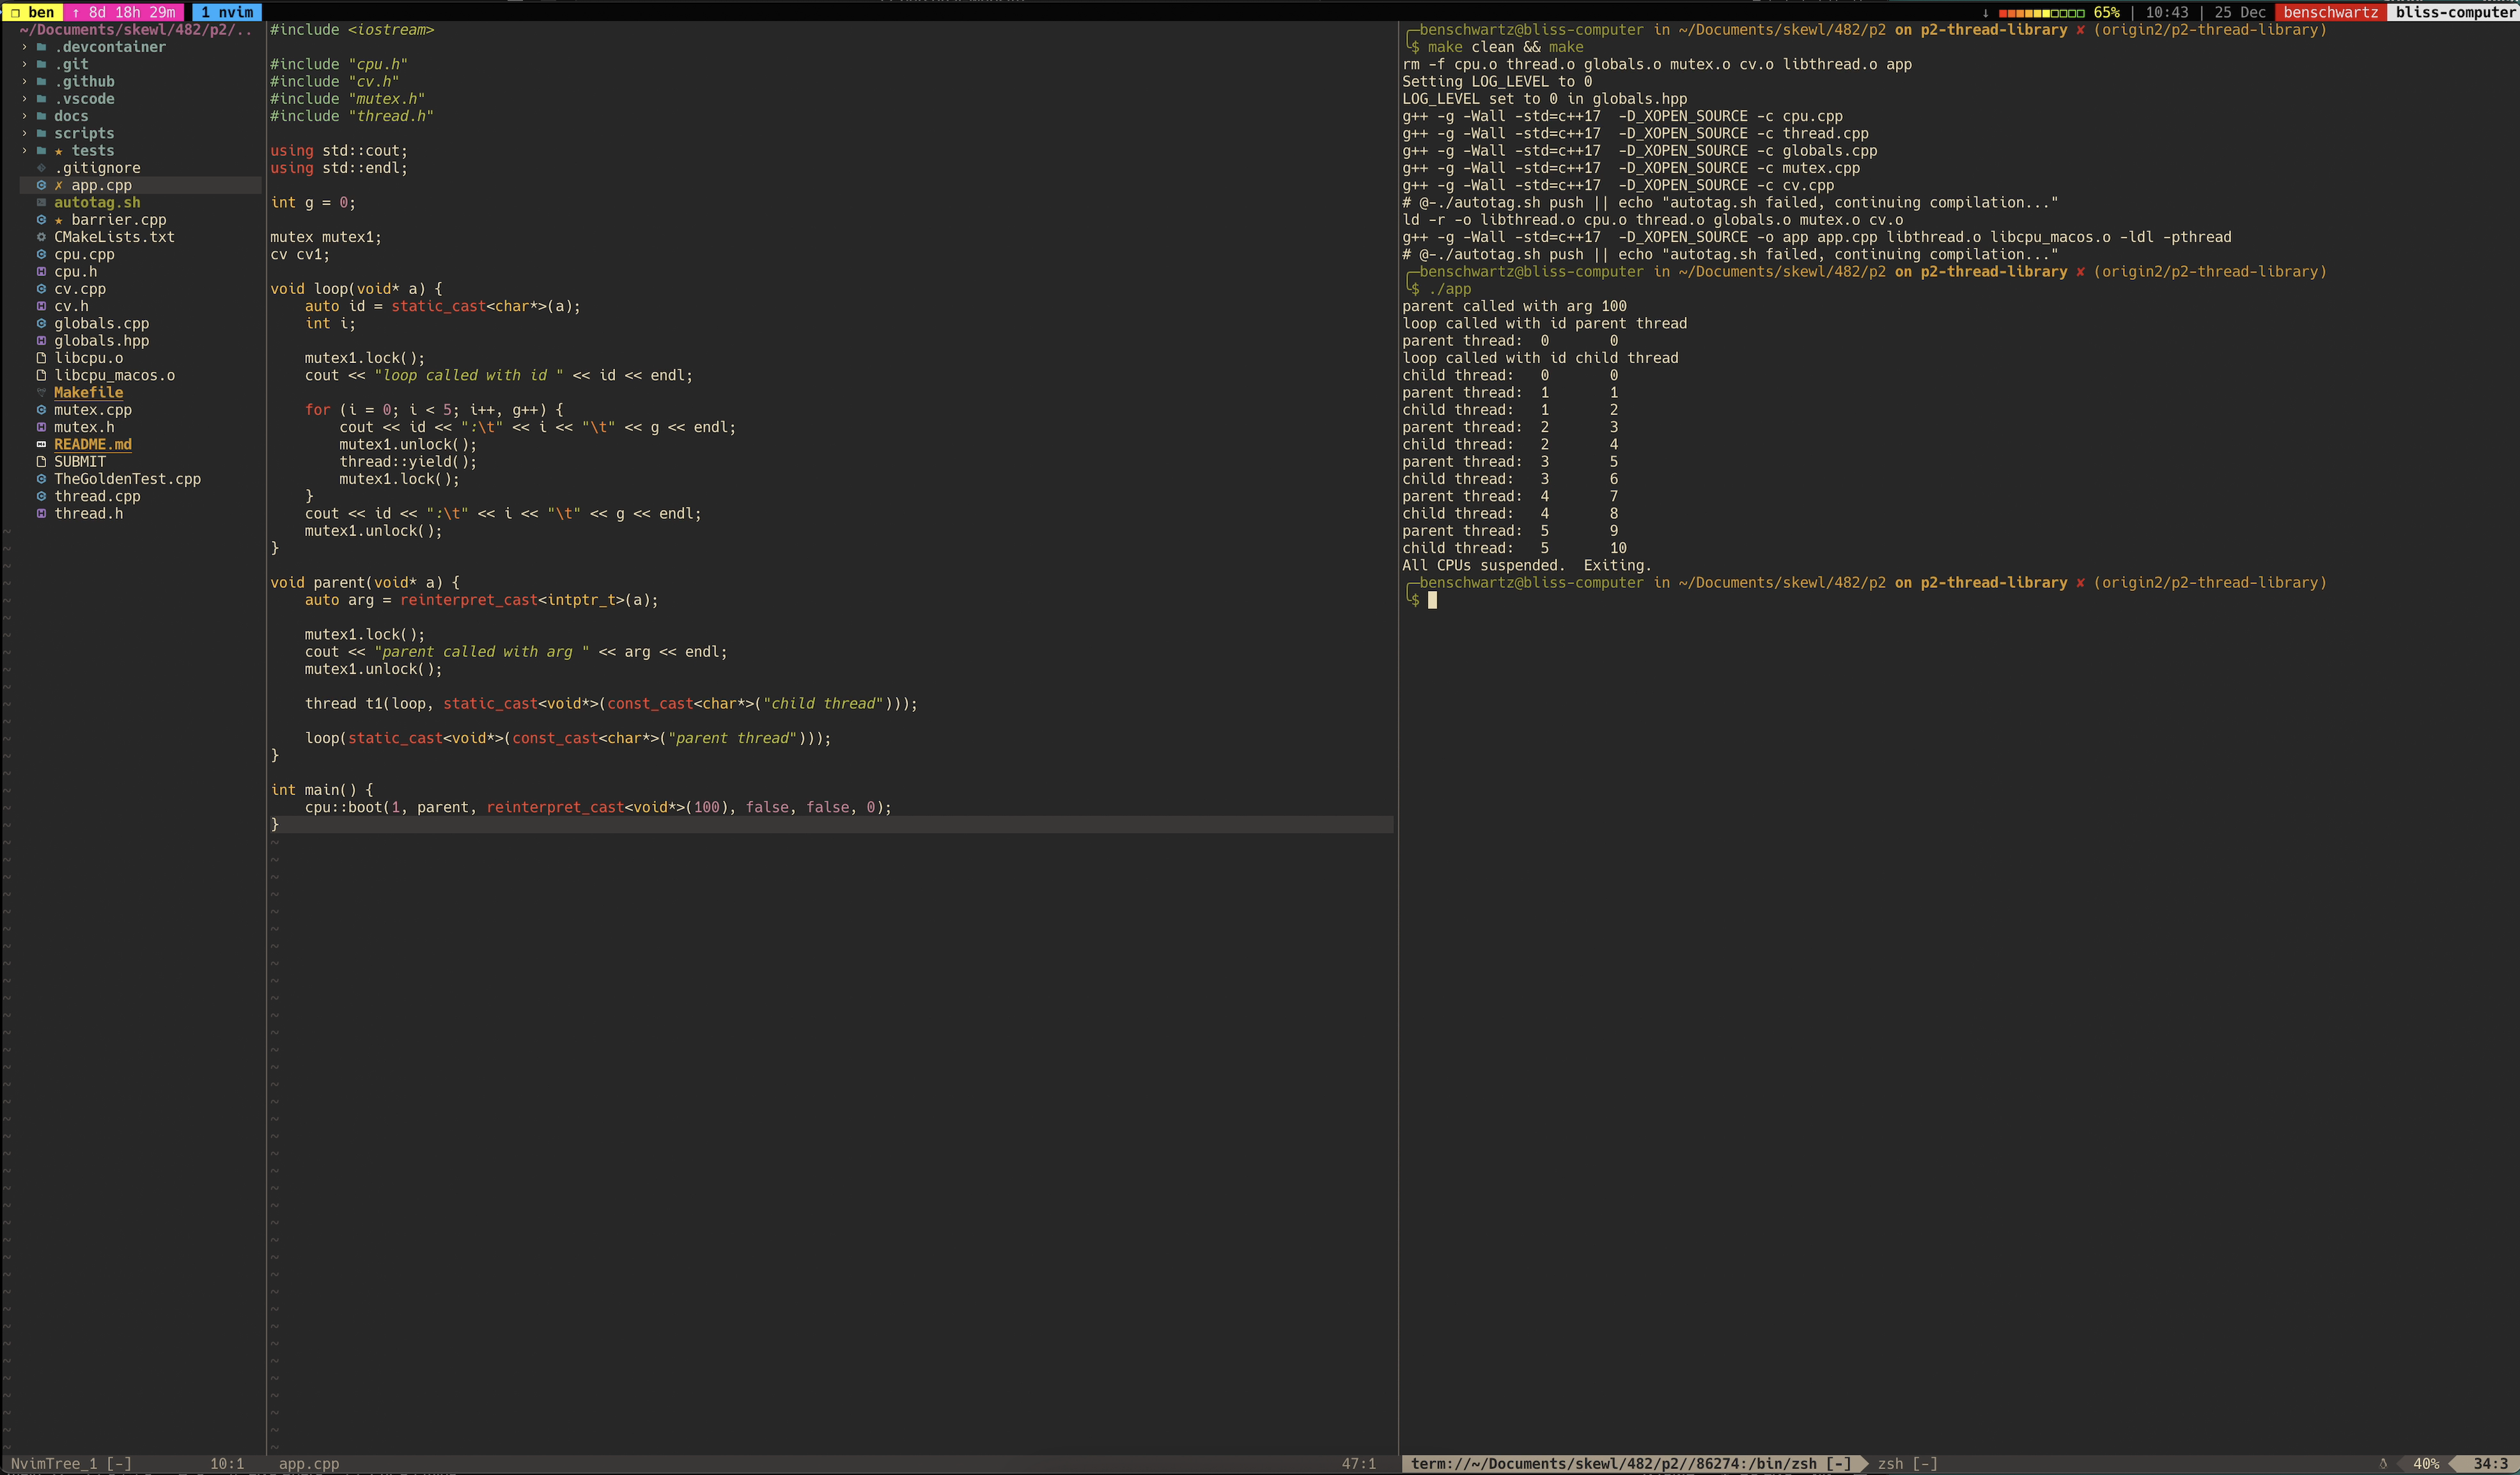 ❐ ben ↑ 8d 18h 29m 1 nvim
↓ 65% | 10:43 | 25 Dec benschwartz bliss-computer
~/Documents/skewl/482/p2/..
› .devcontainer
› .git
› .github
› .vscode
› docs
› scripts
› ★ tests
.gitignore
✗ app.cpp
autotag.sh
★ barrier.cpp
CMakeLists.txt
cpu.cpp
cpu.h
cv.cpp
cv.h
globals.cpp
globals.hpp
libcpu.o
libcpu_macos.o
Makefile
mutex.cpp
mutex.h
README.md
SUBMIT
TheGoldenTest.cpp
thread.cpp
thread.h
#include <iostream>

#include "cpu.h"
#include "cv.h"
#include "mutex.h"
#include "thread.h"

using std::cout;
using std::endl;

int g = 0;

mutex mutex1;
cv cv1;

void loop(void* a) {
    auto id = static_cast<char*>(a);
    int i;

    mutex1.lock();
    cout << "loop called with id " << id << endl;

    for (i = 0; i < 5; i++, g++) {
        cout << id << ":\t" << i << "\t" << g << endl;
        mutex1.unlock();
        thread::yield();
        mutex1.lock();
    }
    cout << id << ":\t" << i << "\t" << g << endl;
    mutex1.unlock();
}

void parent(void* a) {
    auto arg = reinterpret_cast<intptr_t>(a);

    mutex1.lock();
    cout << "parent called with arg " << arg << endl;
    mutex1.unlock();

    thread t1(loop, static_cast<void*>(const_cast<char*>("child thread")));

    loop(static_cast<void*>(const_cast<char*>("parent thread")));
}

int main() {
    cpu::boot(1, parent, reinterpret_cast<void*>(100), false, false, 0);
}
╭─benschwartz@bliss-computer in ~/Documents/skewl/482/p2 on p2-thread-library ✘ (origin2/p2-thread-library)
╰$ make clean && make
rm -f cpu.o thread.o globals.o mutex.o cv.o libthread.o app
Setting LOG_LEVEL to 0
LOG_LEVEL set to 0 in globals.hpp
g++ -g -Wall -std=c++17  -D_XOPEN_SOURCE -c cpu.cpp
g++ -g -Wall -std=c++17  -D_XOPEN_SOURCE -c thread.cpp
g++ -g -Wall -std=c++17  -D_XOPEN_SOURCE -c globals.cpp
g++ -g -Wall -std=c++17  -D_XOPEN_SOURCE -c mutex.cpp
g++ -g -Wall -std=c++17  -D_XOPEN_SOURCE -c cv.cpp
# @-./autotag.sh push || echo "autotag.sh failed, continuing compilation..."
ld -r -o libthread.o cpu.o thread.o globals.o mutex.o cv.o
g++ -g -Wall -std=c++17  -D_XOPEN_SOURCE -o app app.cpp libthread.o libcpu_macos.o -ldl -pthread
# @-./autotag.sh push || echo "autotag.sh failed, continuing compilation..."
╭─benschwartz@bliss-computer in ~/Documents/skewl/482/p2 on p2-thread-library ✘ (origin2/p2-thread-library)
╰$ ./app
parent called with arg 100
loop called with id parent thread
parent thread:  0       0
loop called with id child thread
child thread:   0       0
parent thread:  1       1
child thread:   1       2
parent thread:  2       3
child thread:   2       4
parent thread:  3       5
child thread:   3       6
parent thread:  4       7
child thread:   4       8
parent thread:  5       9
child thread:   5       10
All CPUs suspended.  Exiting.
╭─benschwartz@bliss-computer in ~/Documents/skewl/482/p2 on p2-thread-library ✘ (origin2/p2-thread-library)
╰$
NvimTree_1 [-] 10:1 app.cpp 47:1 term://~/Documents/skewl/482/p2//86274:/bin/zsh [-] zsh [-] 40% 34:3